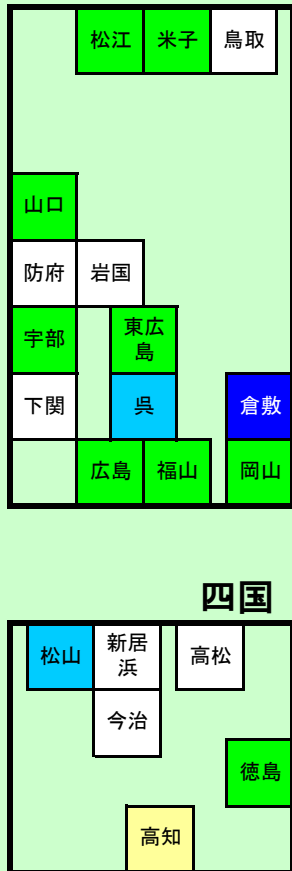 松江 米子 鳥取
山口
防府 岩国
宇部 東広
島
下関 呉 倉敷
広島 福山 岡山
四国
松山 新居
浜 高松
今治
徳島
高知